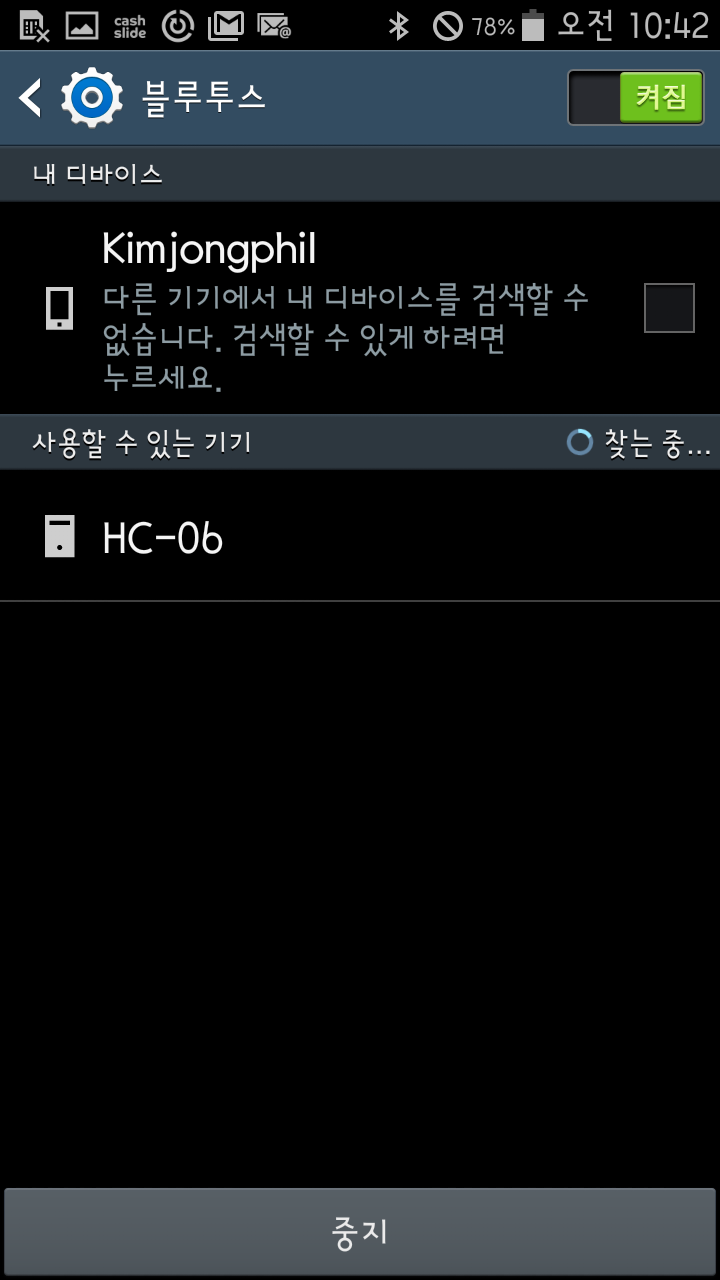 cash slide 78% 오전 10:42
블루투스 켜짐
내 디바이스
Kimjongphil
다른 기기에서 내 디바이스를 검색할 수
없습니다. 검색할 수 있게 하려면
누르세요.
사용할 수 있는 기기 찾는 중...
HC-06
중지